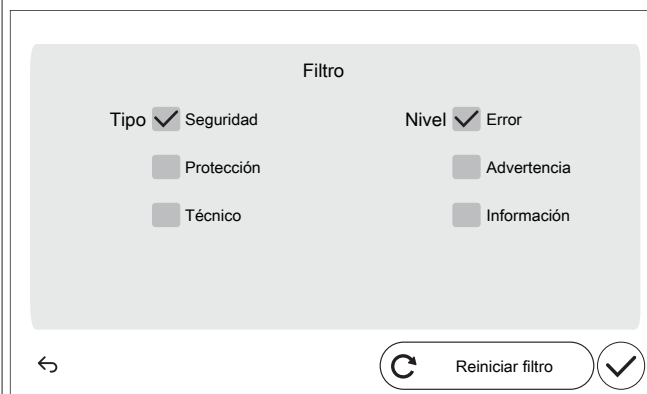 Filtro
Tipo Seguridad Nivel Error
Protección Advertencia
Técnico Información
Reiniciar filtro